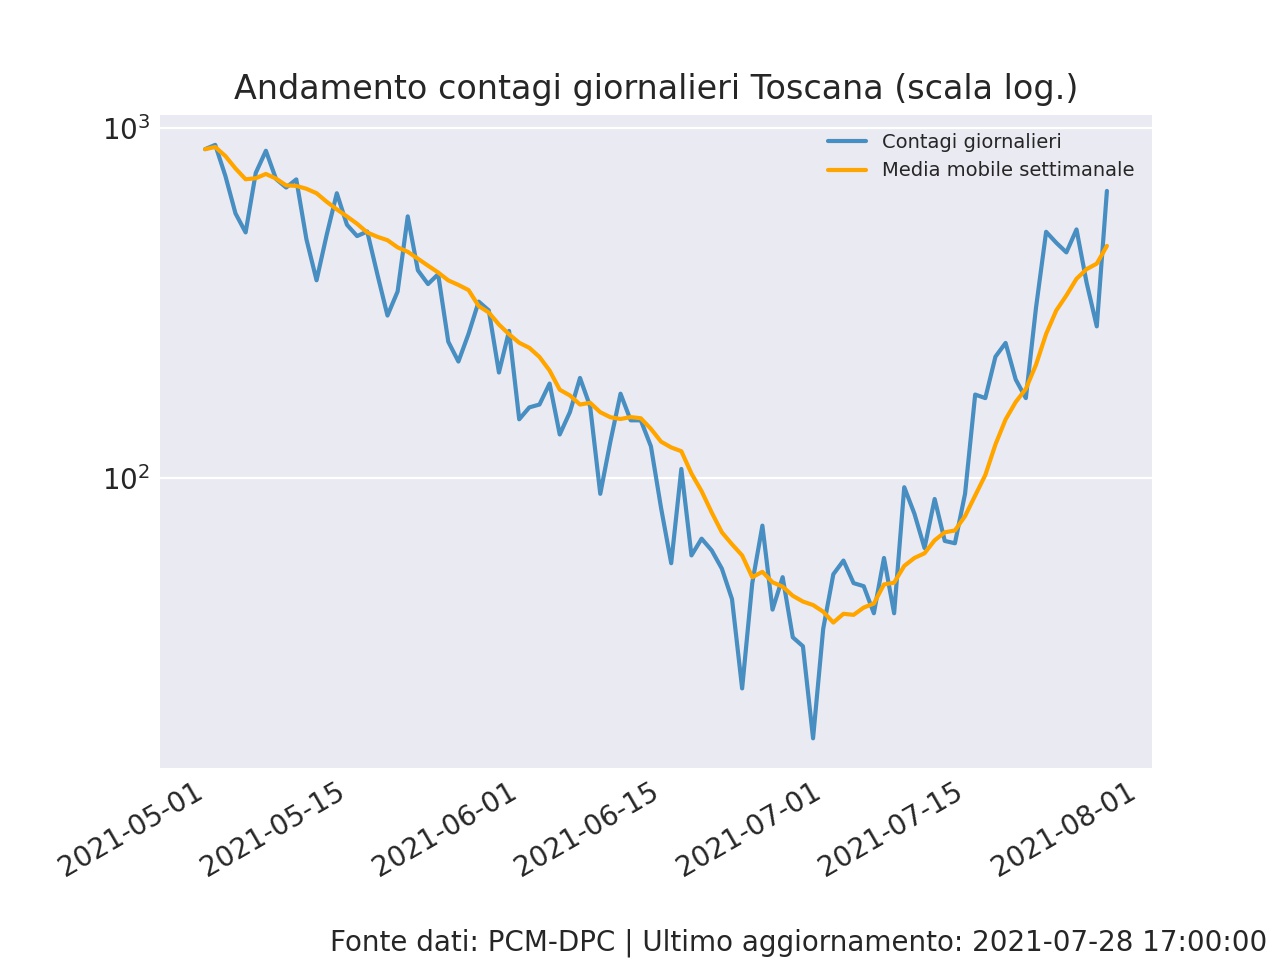 Andamento contagi giornalieri Toscana (scala log.)
10³
Contagi giornalieri
Media mobile settimanale
10²
2021-05-01
2021-05-15
2021-06-01
2021-06-15
2021-07-01
2021-07-15
2021-08-01
Fonte dati: PCM-DPC | Ultimo aggiornamento: 2021-07-28 17:00:00